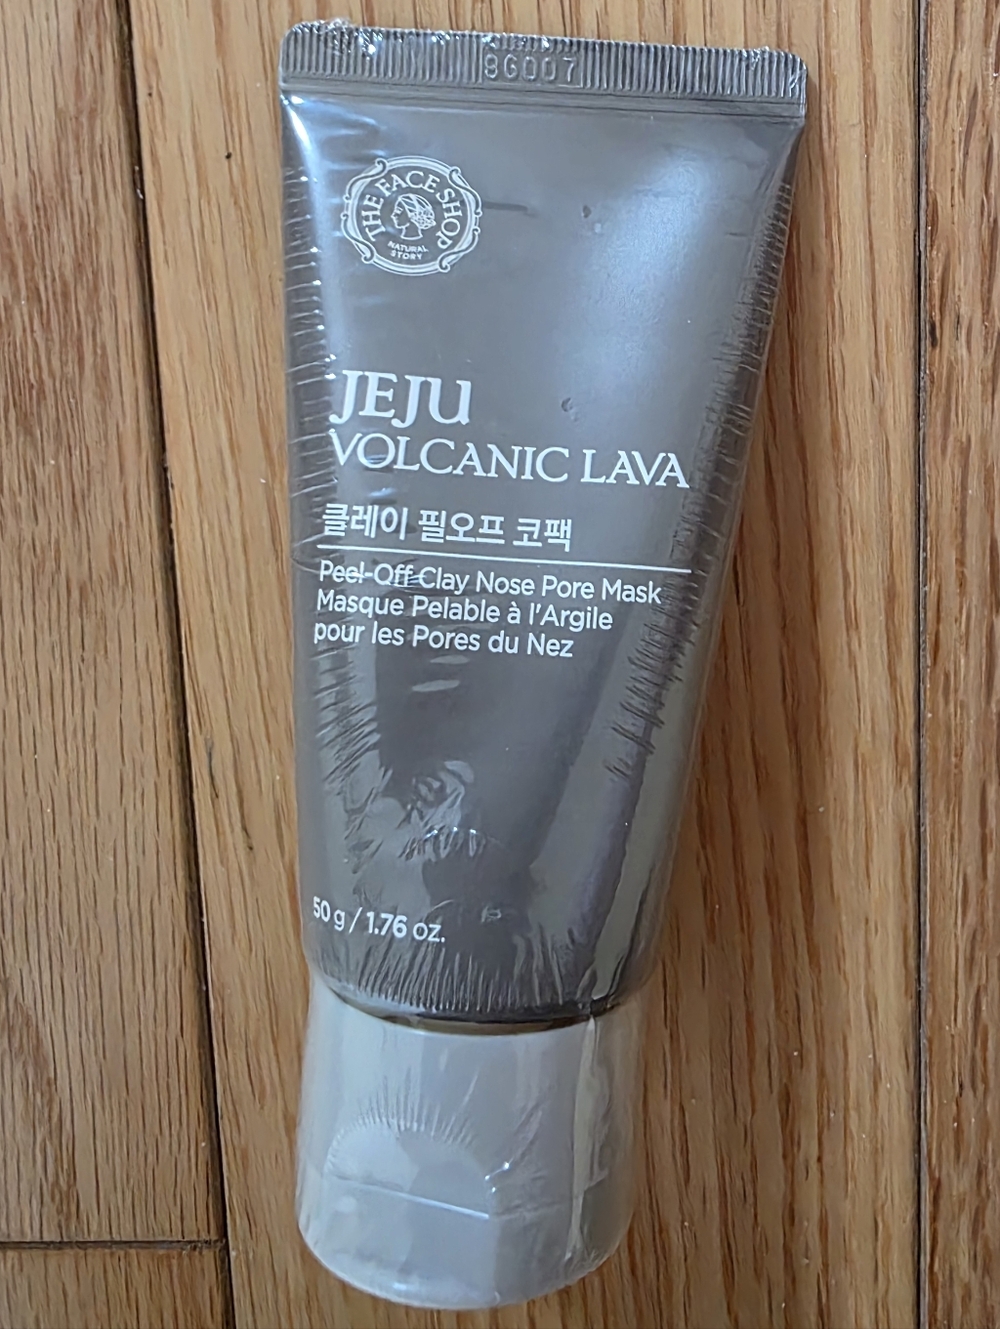 96007
THE FACE SHOP
NATURAL
STORY
JEJU
VOLCANIC LAVA
클레이 필오프 코팩
Peel-Off Clay Nose Pore Mask
Masque Pelable à l'Argile
pour les Pores du Nez
50 g / 1.76 oz.